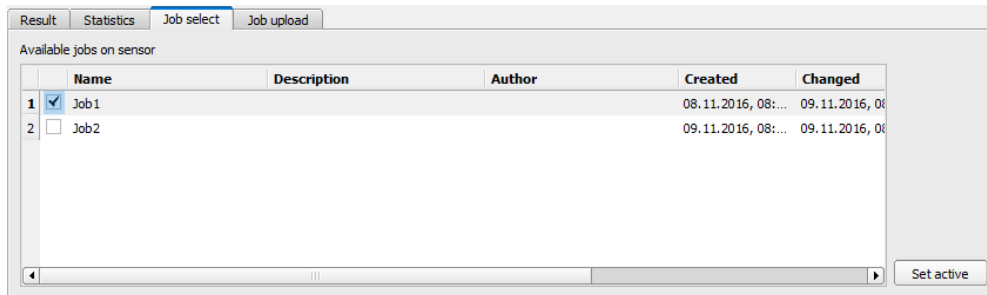 Result Statistics Job select Job upload
Available jobs on sensor
Name Description Author Created Changed
1 Job1 08.11.2016, 08:... 09.11.2016, 08
2 Job2 09.11.2016, 08:... 09.11.2016, 08
Set active